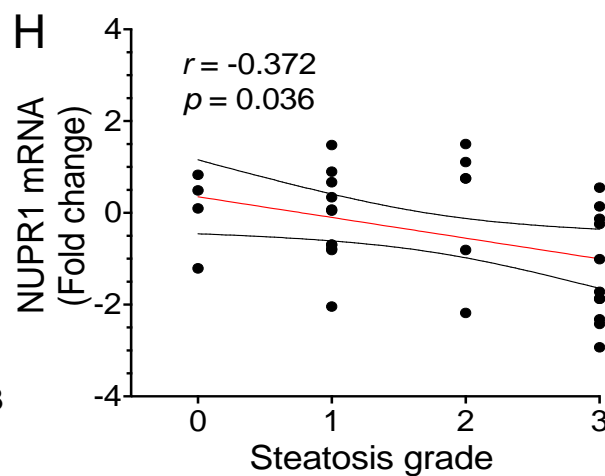 H
r = -0.372
p = 0.036
NUPR1 mRNA
(Fold change)
4
2
0
-2
-4
0 1 2 3
Steatosis grade